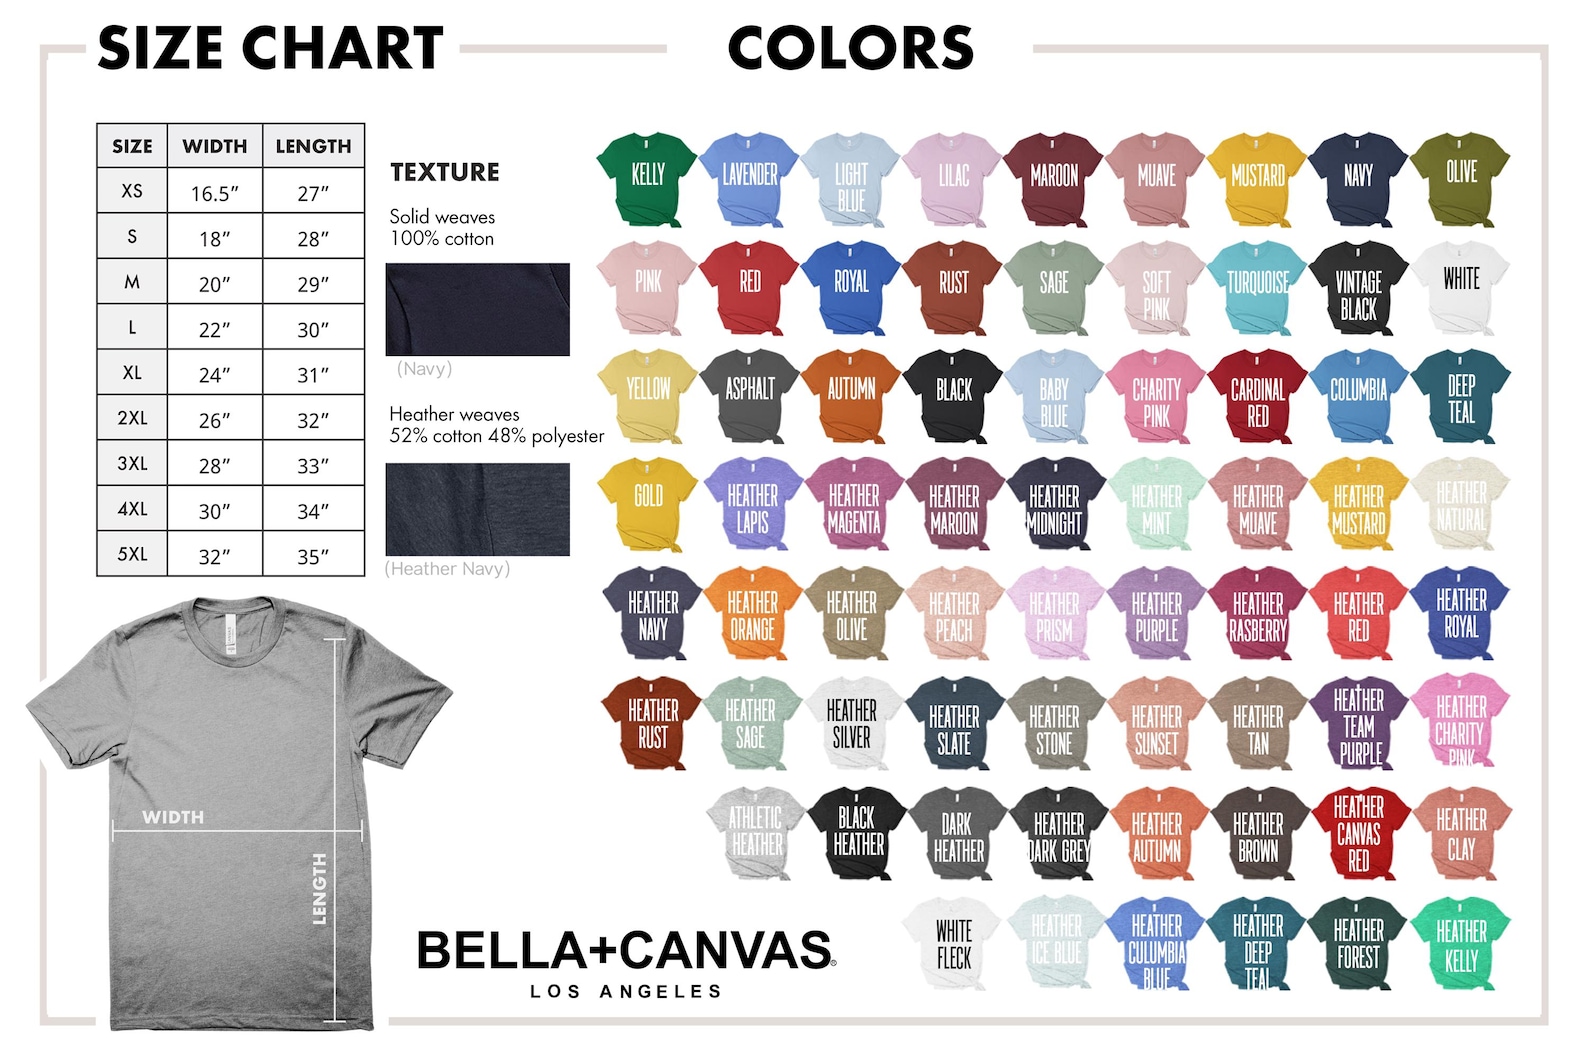 SIZE CHART
COLORS
SIZE WIDTH LENGTH
XS 16.5” 27”
S 18” 28”
M 20” 29”
L 22” 30”
XL 24” 31”
2XL 26” 32”
3XL 28” 33”
4XL 30” 34”
5XL 32” 35”
TEXTURE
Solid weaves
100% cotton
(Navy)
Heather weaves
52% cotton 48% polyester
(Heather Navy)
WIDTH
LENGTH
KELLY
LAVENDER
LIGHT
BLUE
LILAC
MAROON
MUAVE
MUSTARD
NAVY
OLIVE
PINK
RED
ROYAL
RUST
SAGE
SOFT
PINK
TURQUOISE
VINTAGE
BLACK
WHITE
YELLOW
ASPHALT
AUTUMN
BLACK
BABY
BLUE
CHARITY
PINK
CARDINAL
RED
COLUMBIA
DEEP
TEAL
GOLD
HEATHER
LAPIS
HEATHER
MAGENTA
HEATHER
MAROON
HEATHER
MIDNIGHT
HEATHER
MINT
HEATHER
MUAVE
HEATHER
MUSTARD
HEATHER
NATURAL
HEATHER
NAVY
HEATHER
ORANGE
HEATHER
OLIVE
HEATHER
PEACH
HEATHER
PRISM
HEATHER
PURPLE
HEATHER
RASBERRY
HEATHER
RED
HEATHER
ROYAL
HEATHER
RUST
HEATHER
SAGE
HEATHER
SILVER
HEATHER
SLATE
HEATHER
STONE
HEATHER
SUNSET
HEATHER
TAN
HEATHER
TEAM
PURPLE
HEATHER
CHARITY
PINK
ATHLETIC
HEATHER
BLACK
HEATHER
DARK
HEATHER
HEATHER
DARK GREY
HEATHER
AUTUMN
HEATHER
BROWN
HEATHER
CANVAS
RED
HEATHER
CLAY
WHITE
FLECK
HEATHER
ICE BLUE
HEATHER
CULUMBIA
BLUE
HEATHER
DEEP
TEAL
HEATHER
FOREST
HEATHER
KELLY
BELLA+CANVAS®
LOS ANGELES